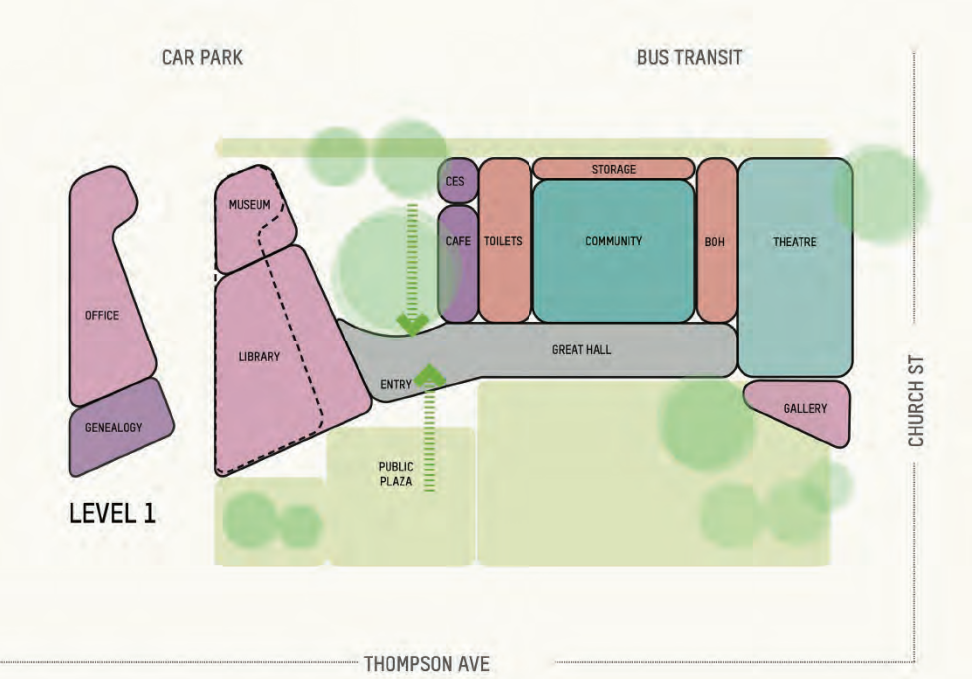 CAR PARK
BUS TRANSIT
CES
STORAGE
MUSEUM
CAFE
TOILETS
COMMUNITY
BOH
THEATRE
OFFICE
LIBRARY
GREAT HALL
ENTRY
GENEALOGY
GALLERY
CHURCH ST
PUBLIC
PLAZA
LEVEL 1
THOMPSON AVE